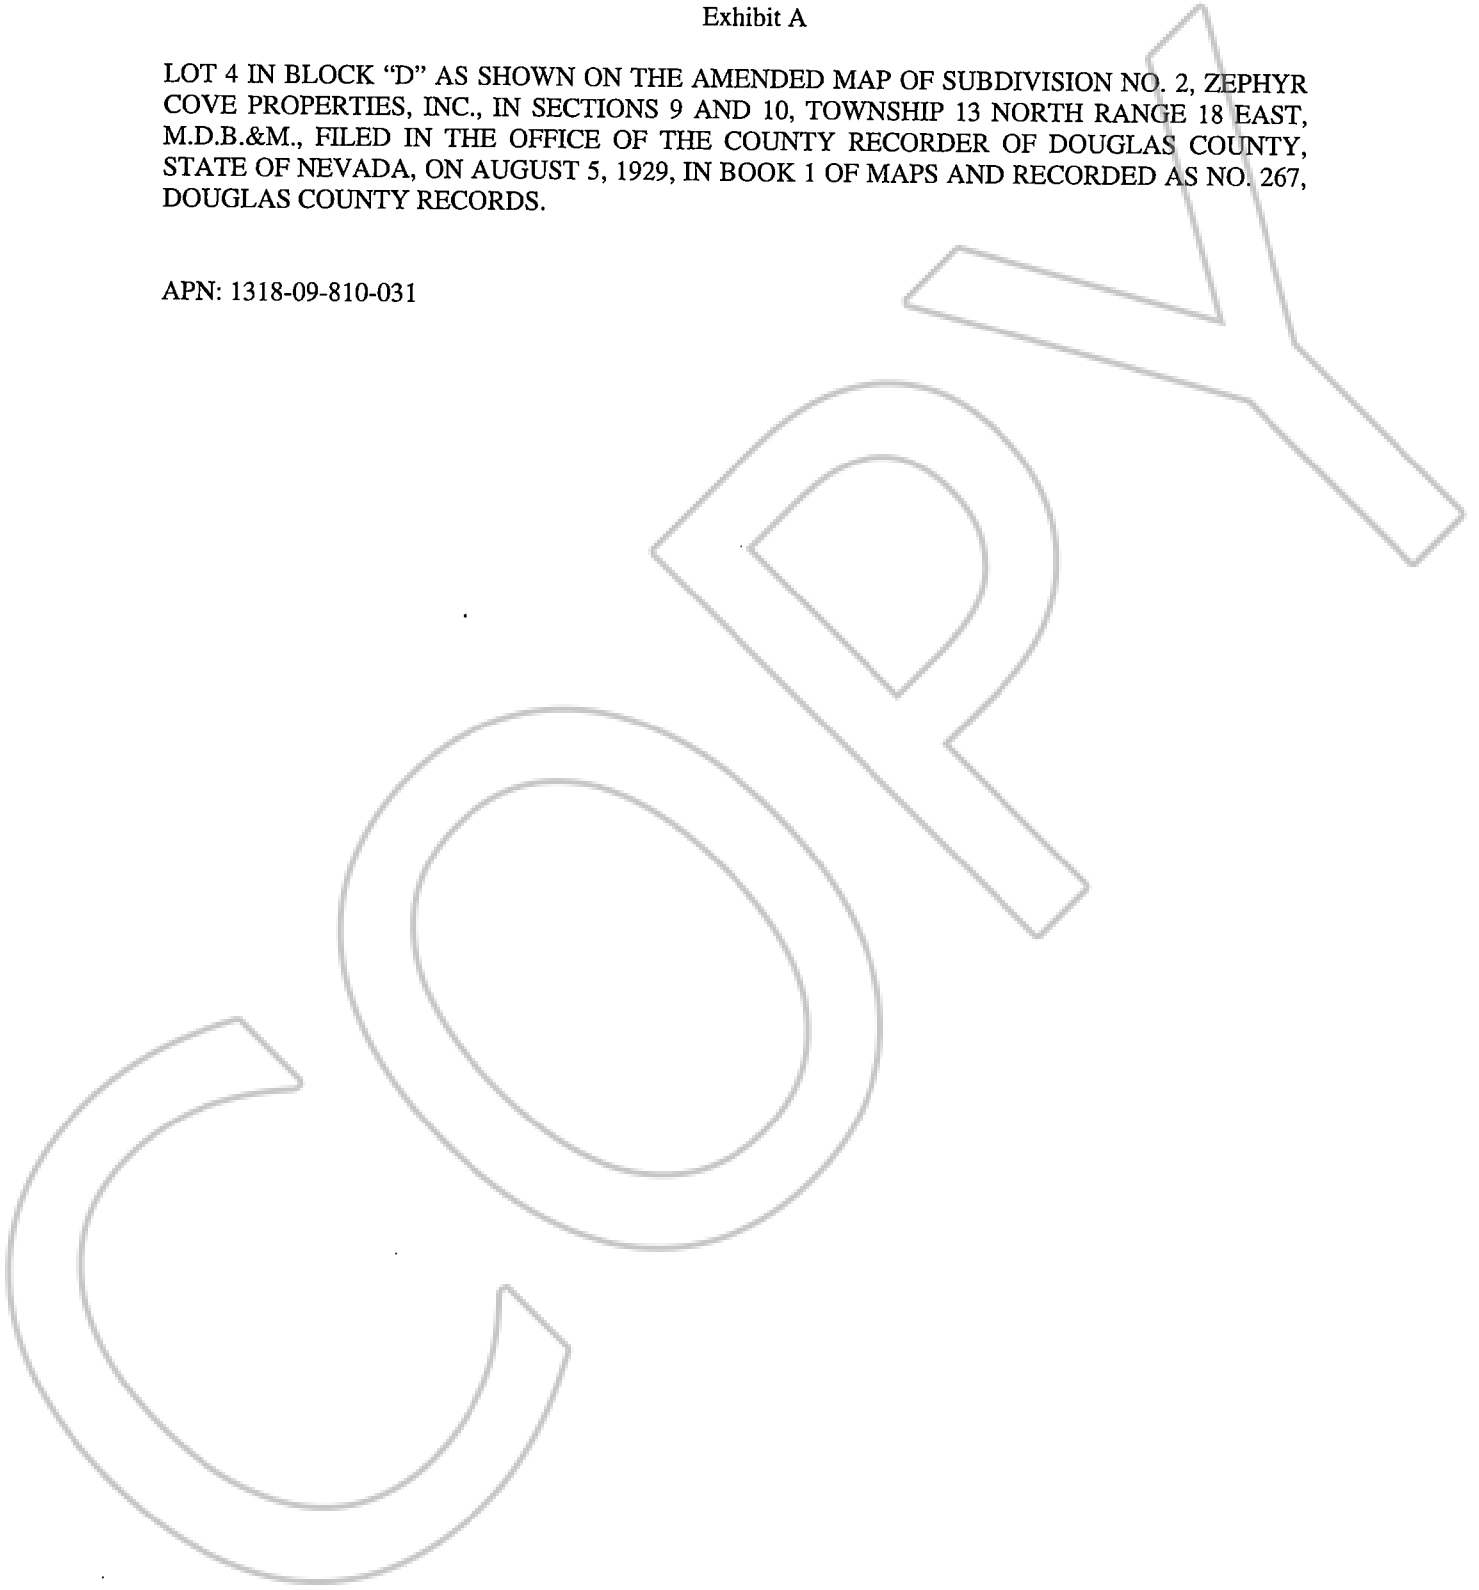 Exhibit A
LOT 4 IN BLOCK “D” AS SHOWN ON THE AMENDED MAP OF SUBDIVISION NO. 2, ZEPHYR
COVE PROPERTIES, INC., IN SECTIONS 9 AND 10, TOWNSHIP 13 NORTH RANGE 18 EAST,
M.D.B.&M., FILED IN THE OFFICE OF THE COUNTY RECORDER OF DOUGLAS COUNTY,
STATE OF NEVADA, ON AUGUST 5, 1929, IN BOOK 1 OF MAPS AND RECORDED AS NO. 267,
DOUGLAS COUNTY RECORDS.
APN: 1318-09-810-031
COPY